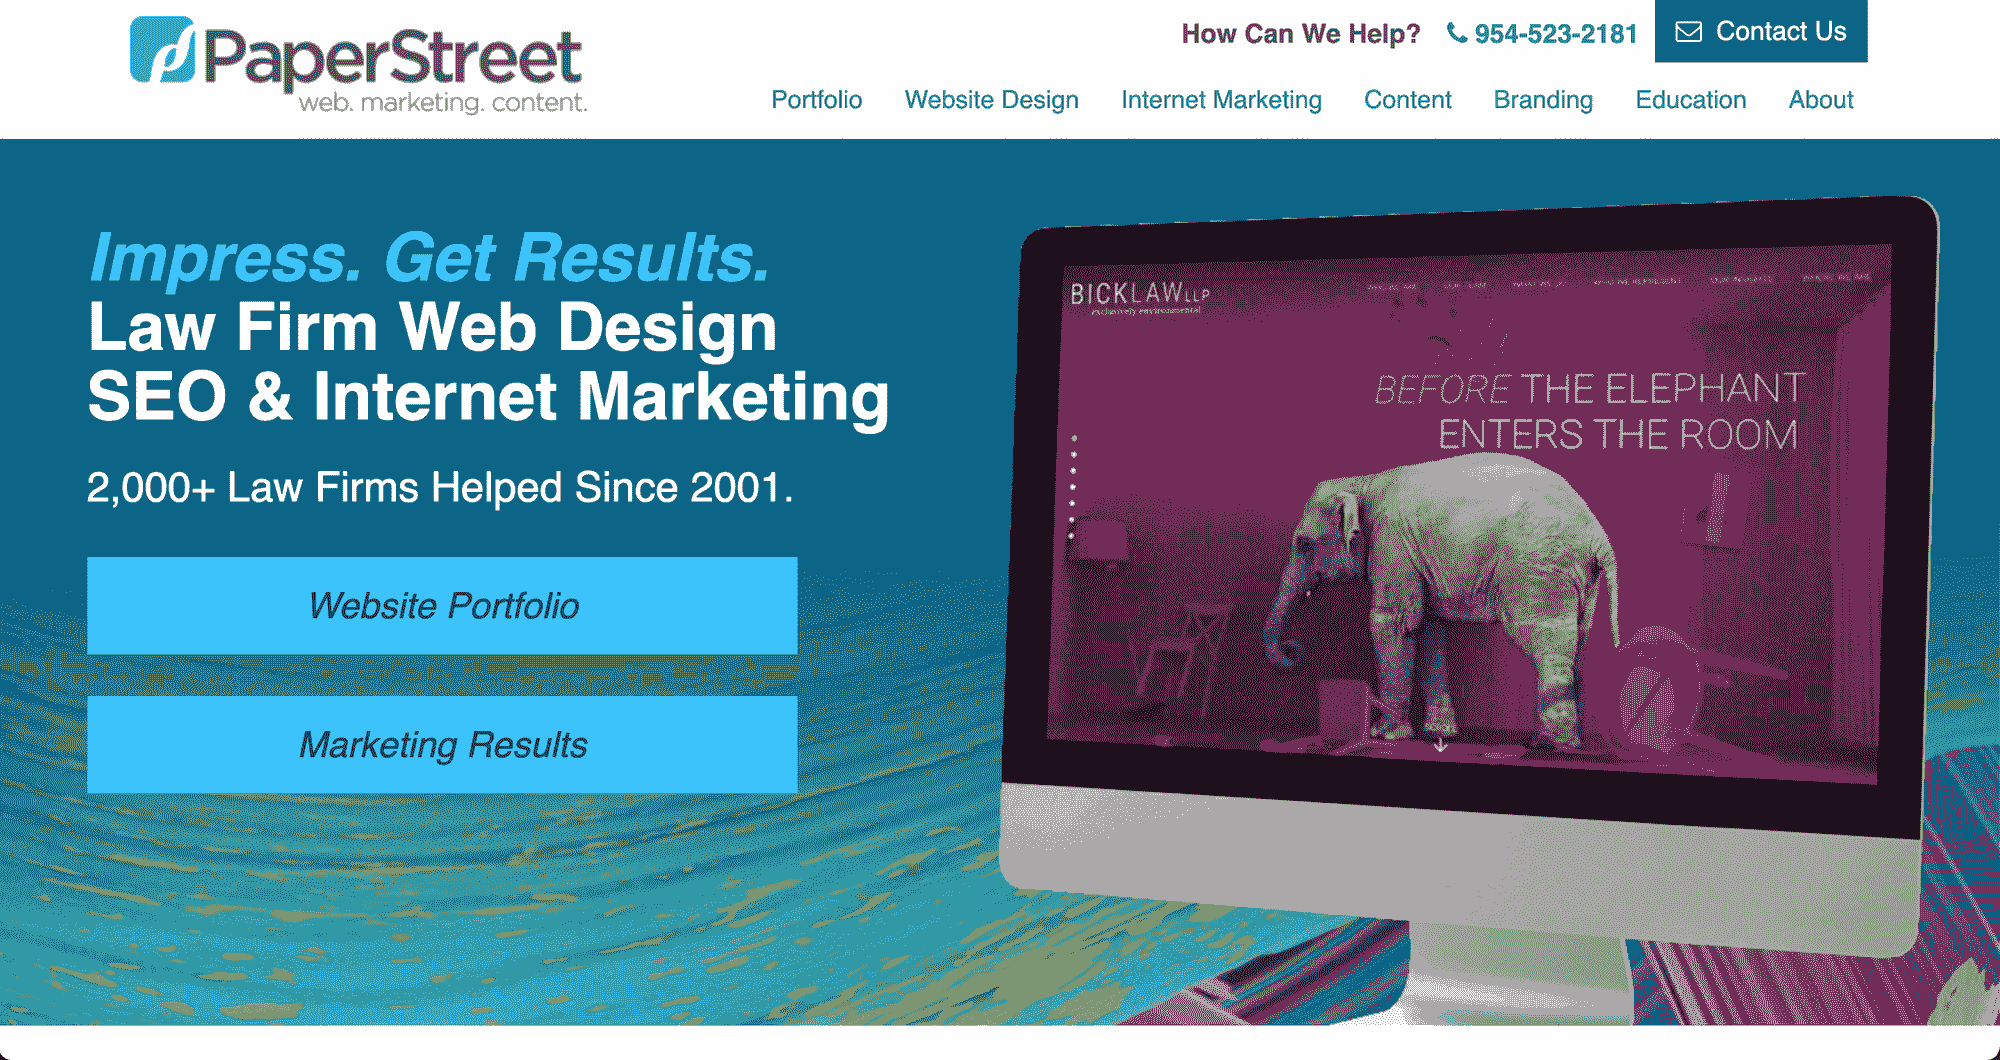 PaperStreet
web. marketing. content.
How Can We Help? 954-523-2181 Contact Us
Portfolio Website Design Internet Marketing Content Branding Education About
Impress. Get Results.
Law Firm Web Design
SEO & Internet Marketing
2,000+ Law Firms Helped Since 2001.
Website Portfolio
Marketing Results
BICKLAW LLP
exclusively environmental
BEFORE THE ELEPHANT
ENTERS THE ROOM